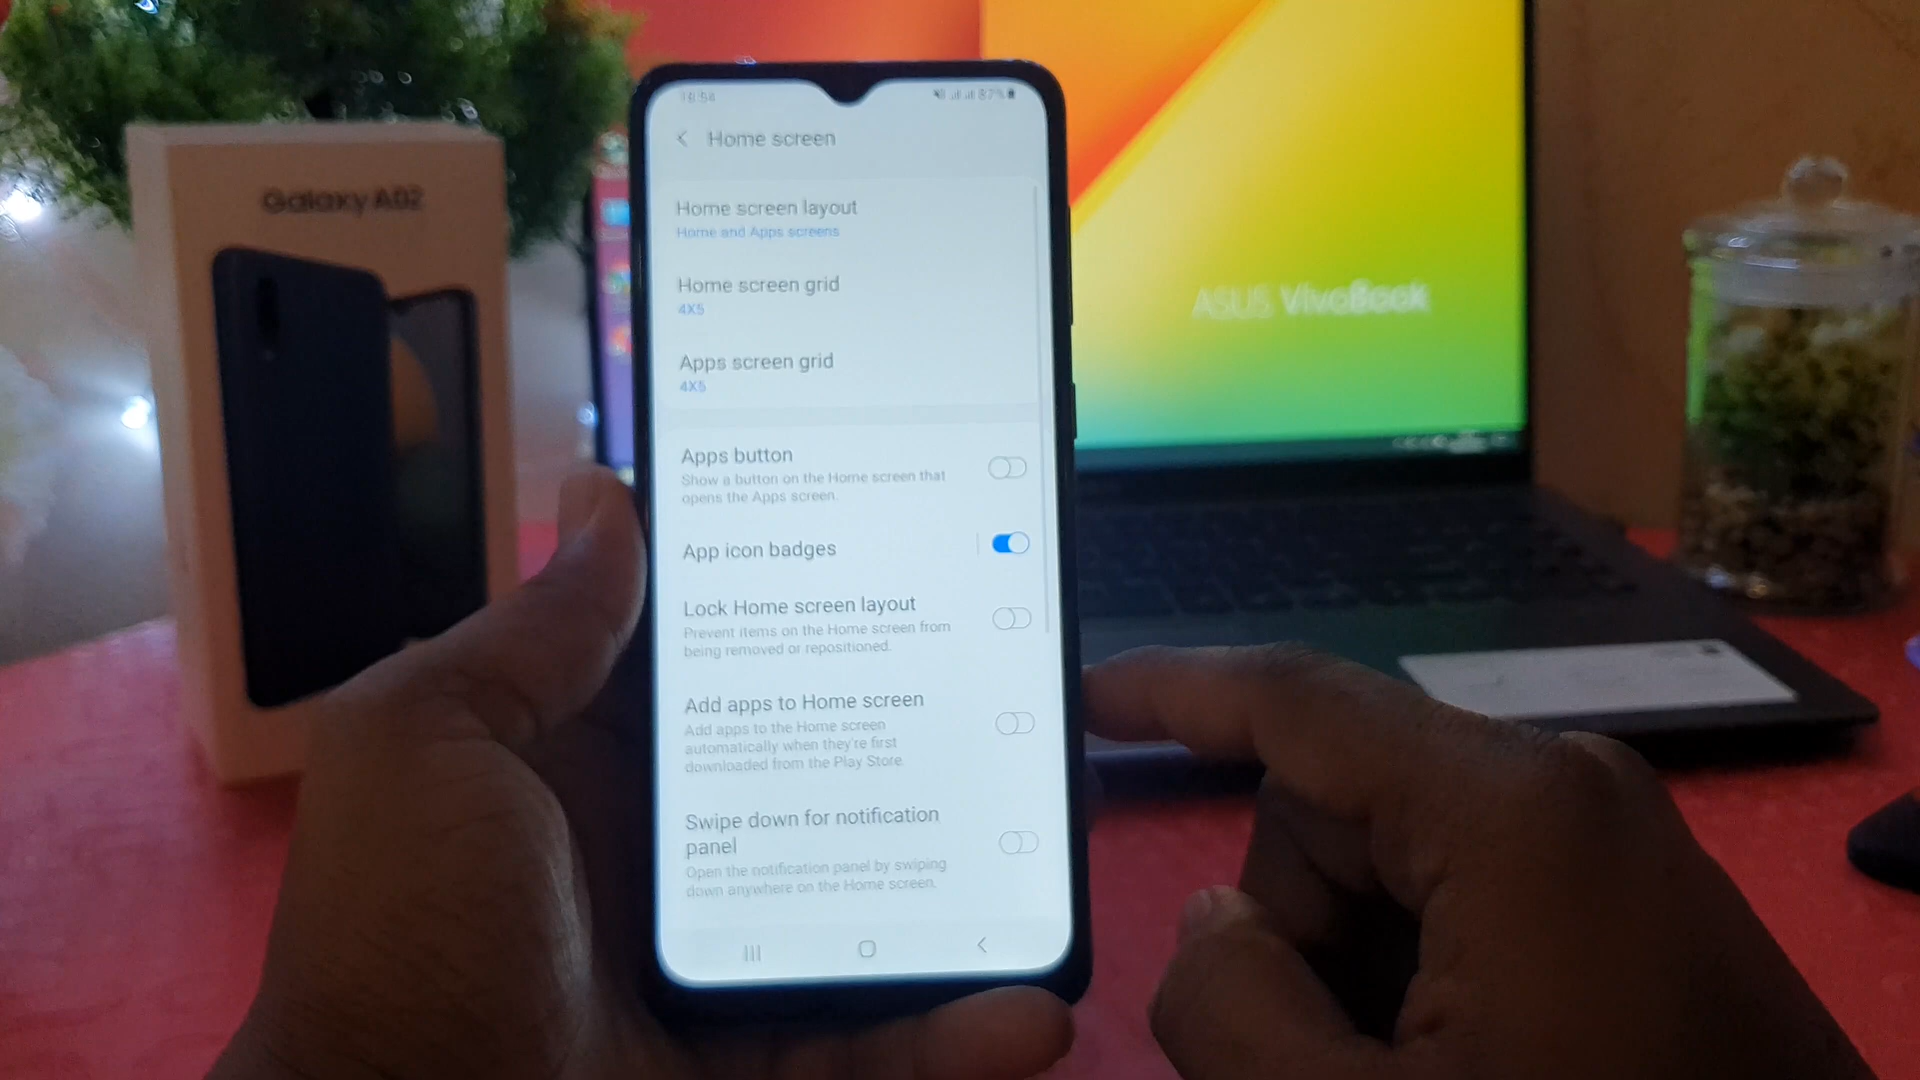 Galaxy A02
87%
Home screen
Home screen layout
Home and Apps screens
Home screen grid
4X5
Apps screen grid
4X5
Apps button
Show a button on the Home screen that
opens the Apps screen.
App icon badges
Lock Home screen layout
Prevent items on the Home screen from
being removed or repositioned.
Add apps to Home screen
Add apps to the Home screen
automatically when they're first
downloaded from the Play Store.
Swipe down for notification
panel
Open the notification panel by swiping
down anywhere on the Home screen.
ASUS VivoBook